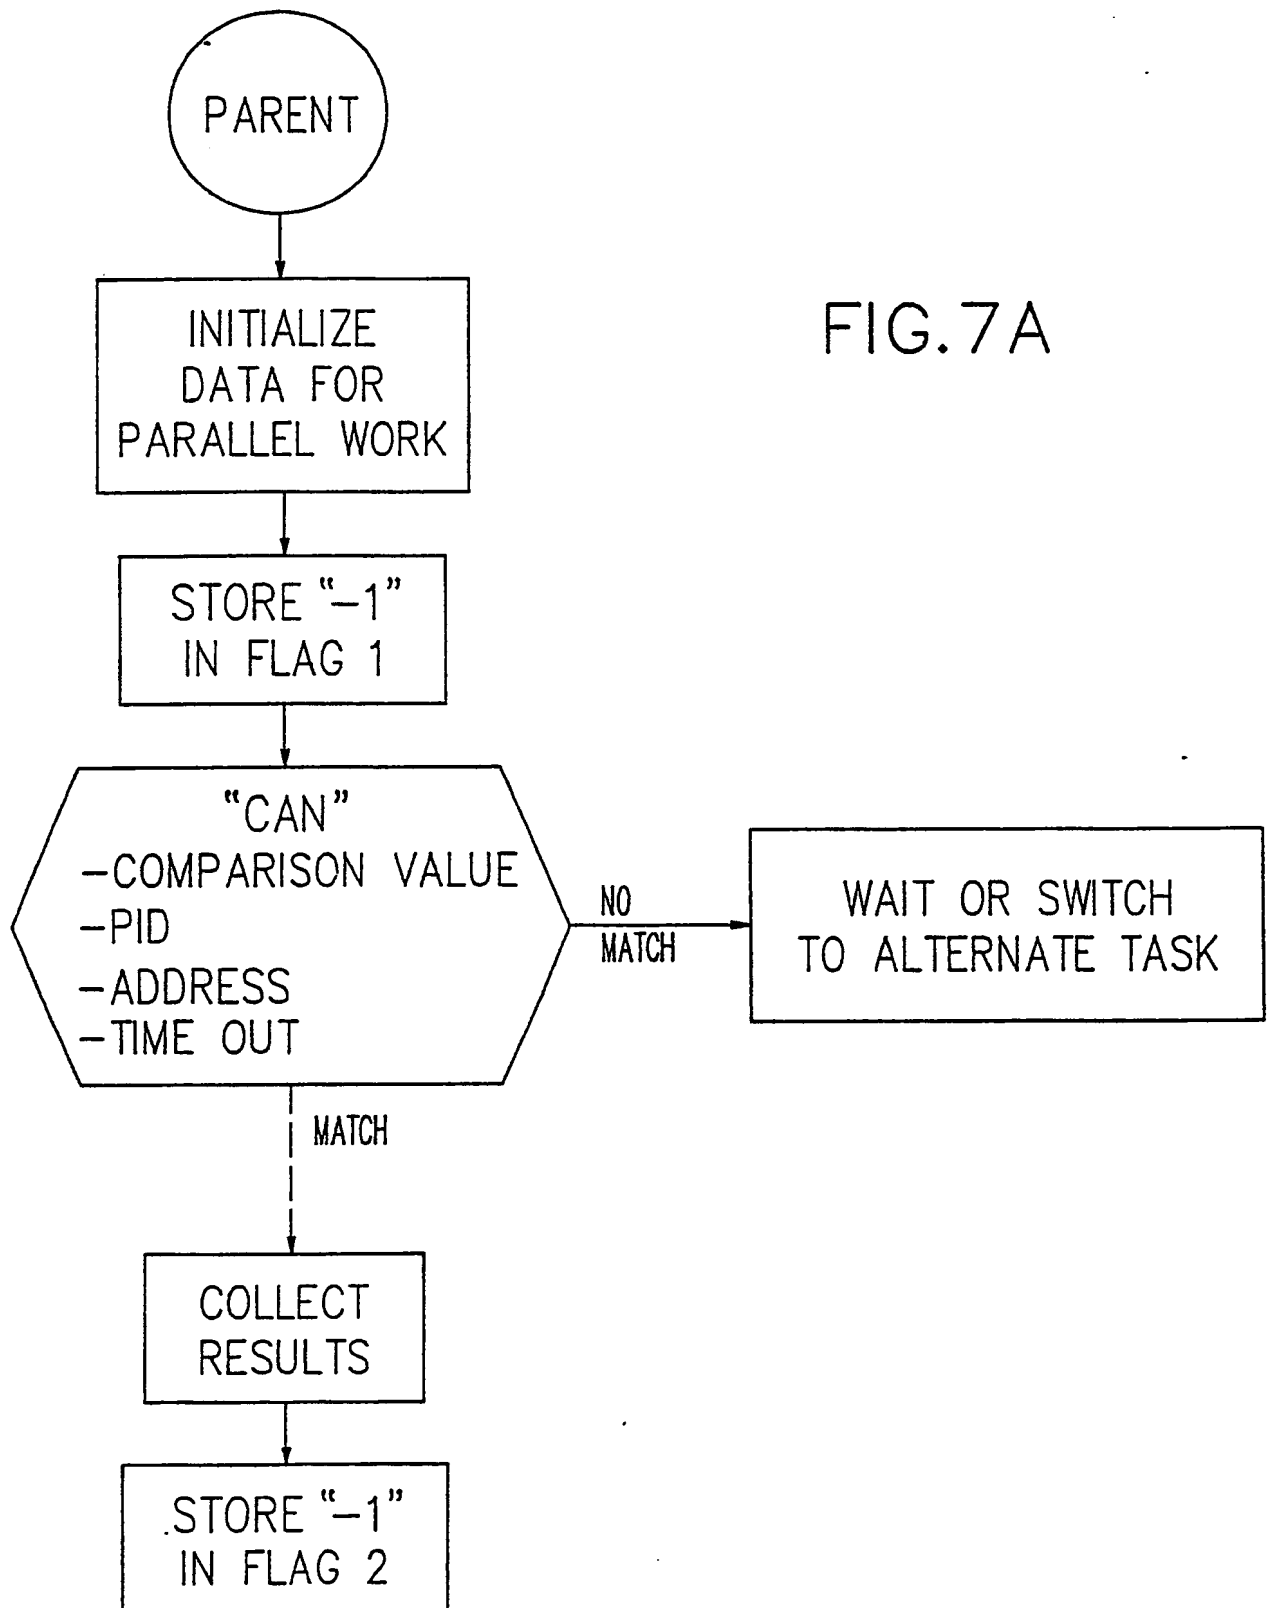 PARENT
INITIALIZE
DATA FOR
PARALLEL WORK
FIG.7A
STORE “–1”
IN FLAG 1
“CAN”
–COMPARISON VALUE
–PID
–ADDRESS
–TIME OUT
NO
MATCH
WAIT OR SWITCH
TO ALTERNATE TASK
MATCH
COLLECT
RESULTS
STORE “–1”
IN FLAG 2